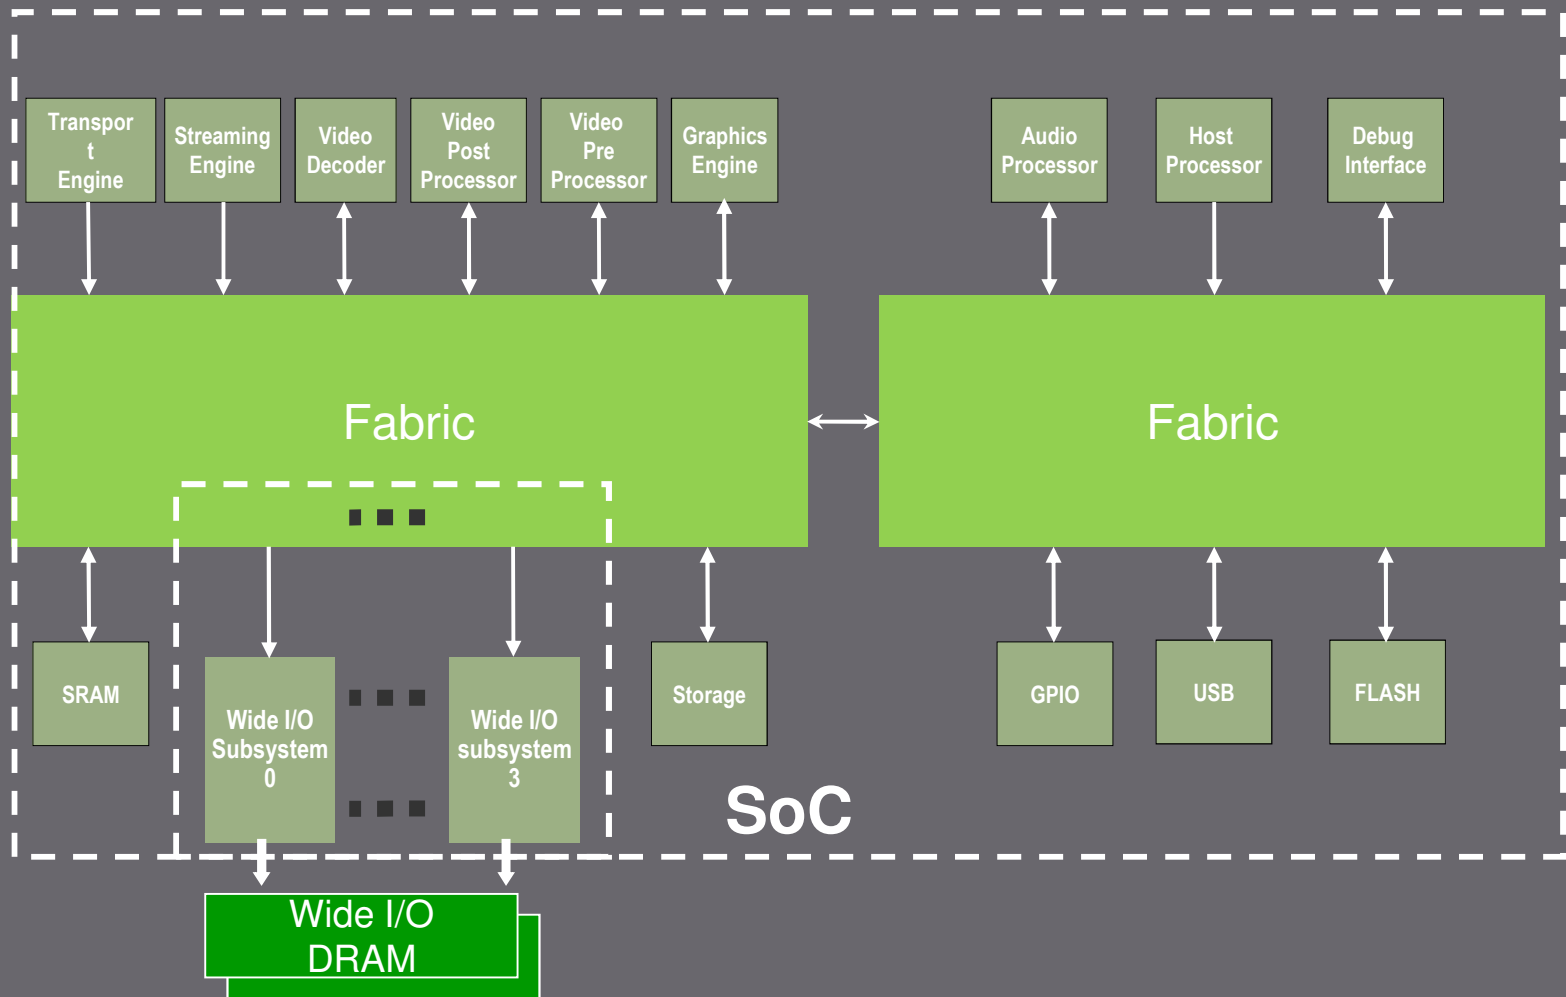 Transpor
t
Engine
Streaming
Engine
Video
Decoder
Video
Post
Processor
Video
Pre
Processor
Graphics
Engine
Audio
Processor
Host
Processor
Debug
Interface
Fabric
Fabric
SRAM
Wide I/O
Subsystem
0
Wide I/O
subsystem
3
Storage
GPIO
USB
FLASH
SoC
Wide I/O
DRAM